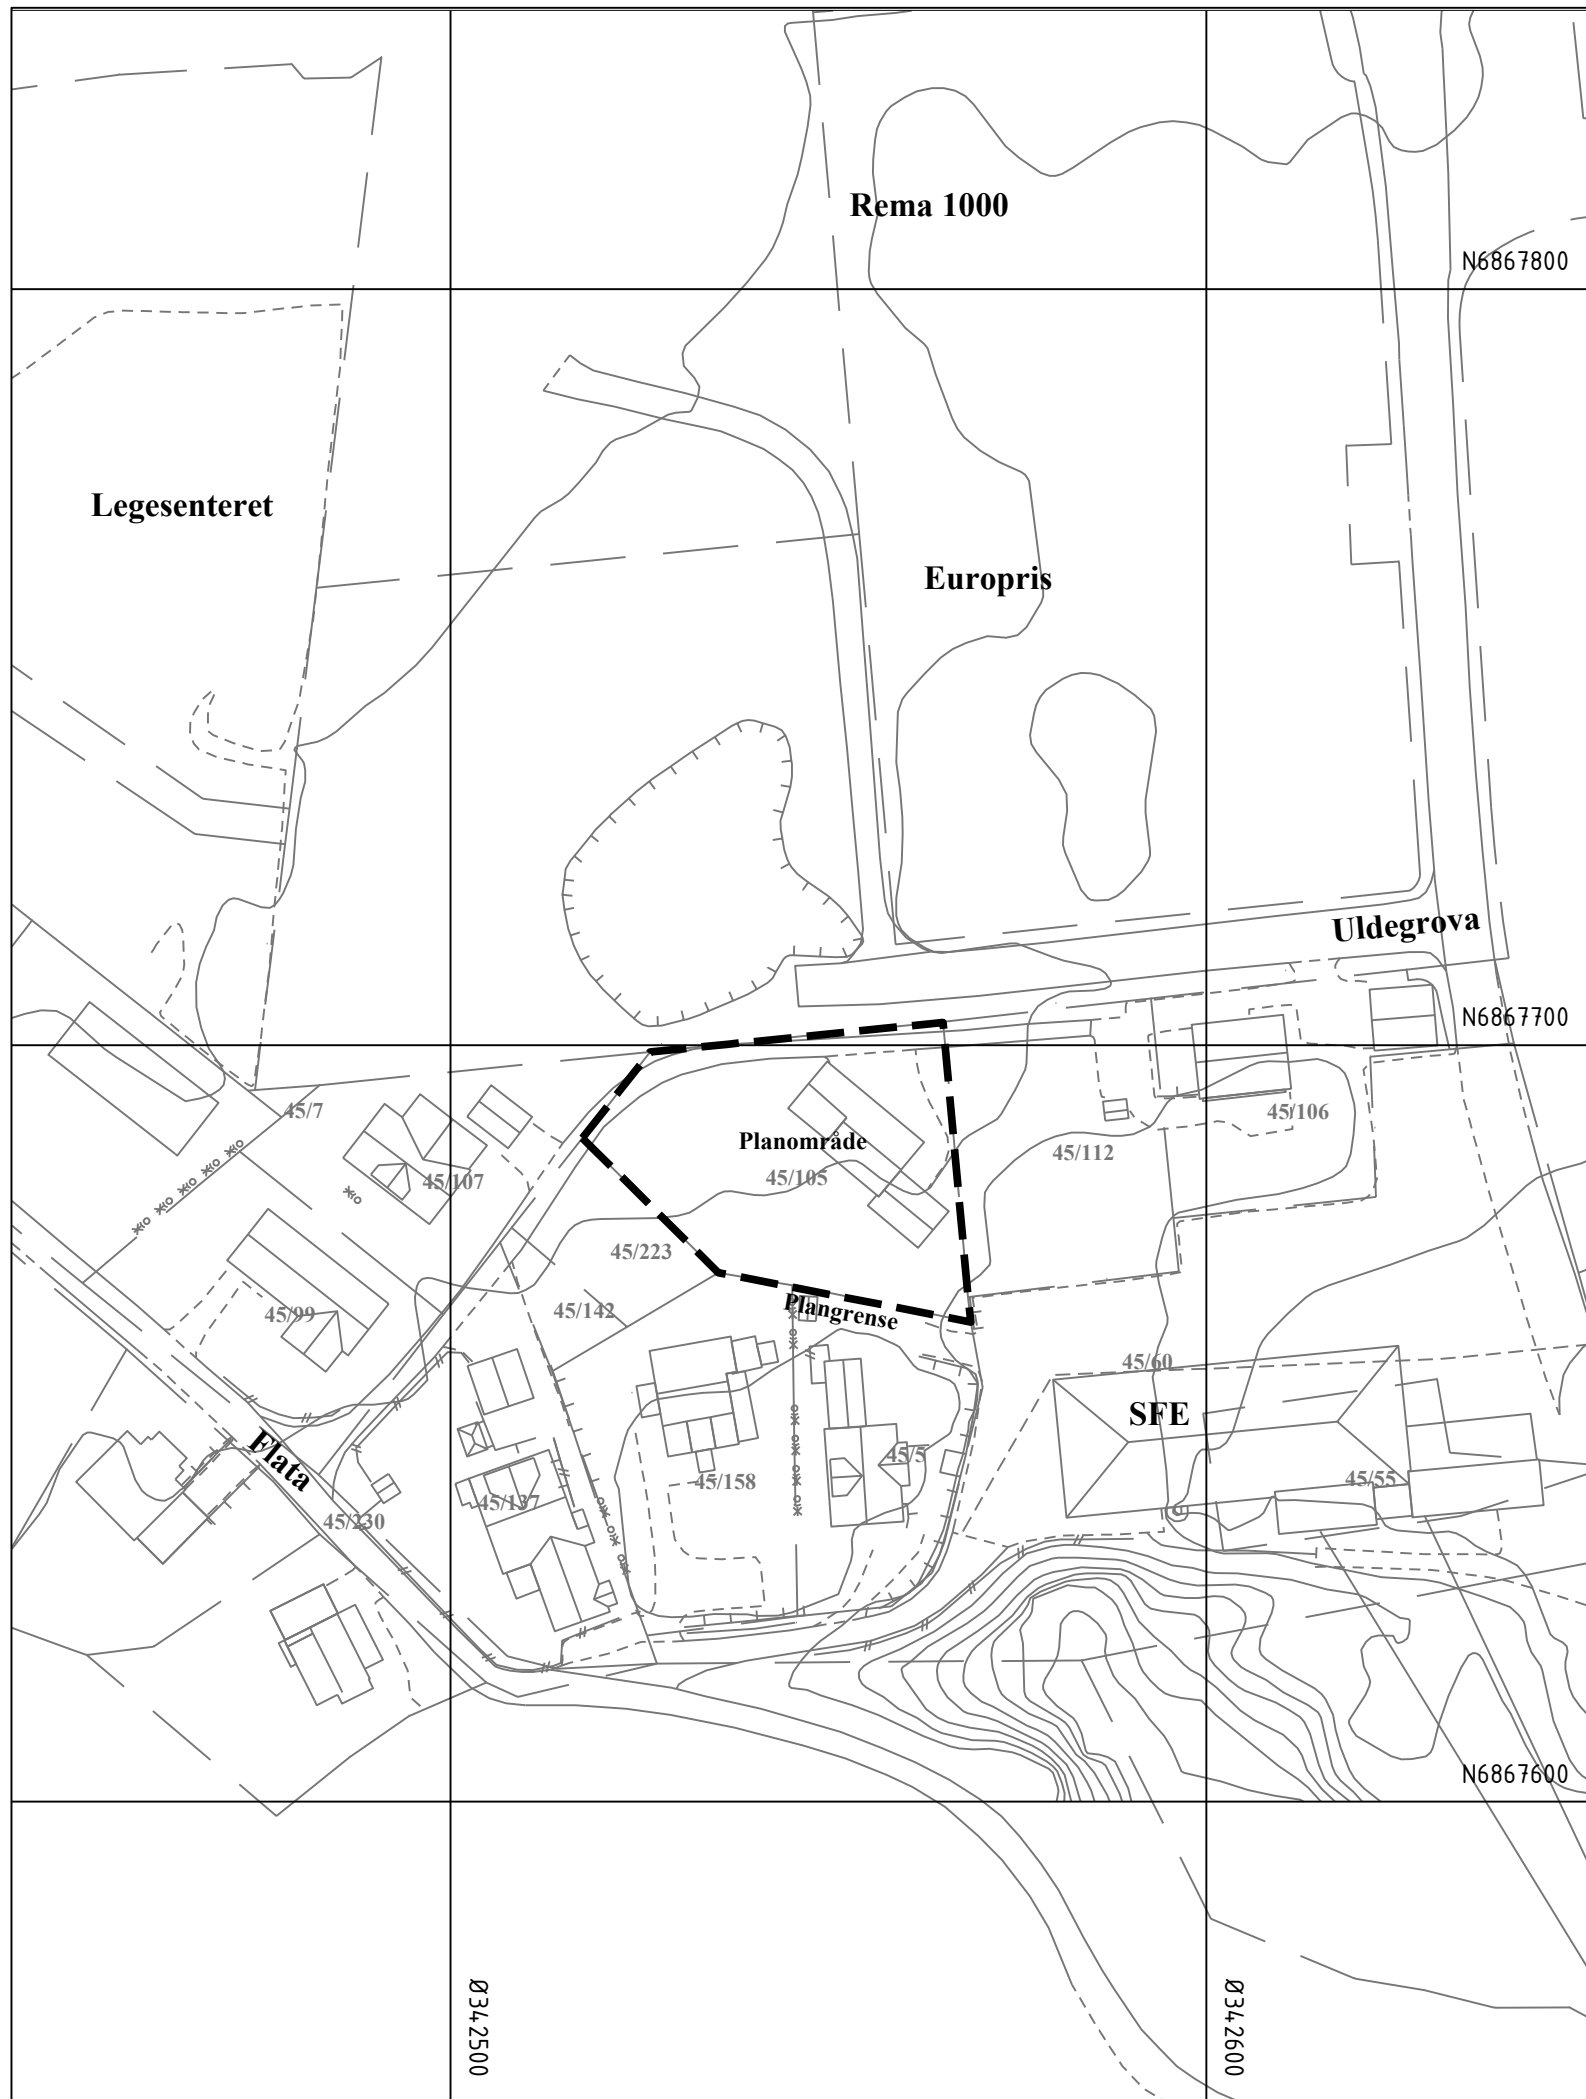 Rema 1000
N6867800
Legesenteret
Europris
Uldegrova
N6867700
45/7
45/106
Planområde
45/112
45/107
45/105
45/223
45/99
45/142
Plangrense
45/60
SFE
Flata
45/5
45/158
45/55
45/137
45/230
N6867600
Ø342500
Ø342600